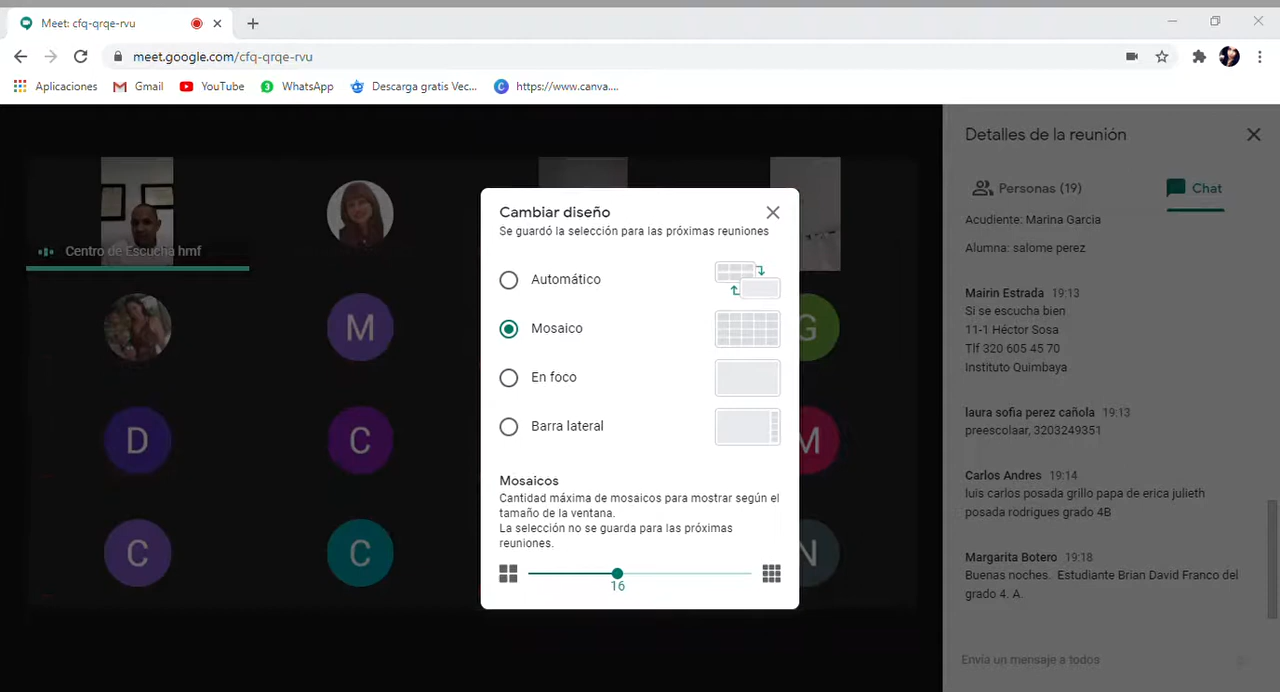 Meet: cfq-qrqe-rvu
meet.google.com/cfq-qrqe-rvu
Aplicaciones
Gmail
YouTube
3
WhatsApp
Descarga gratis Vec...
C
https://www.canva....
Centro de Escucha hmf
M
G
D
C
M
C
C
N
Cambiar diseño
Se guardó la selección para las próximas reuniones
Automático
Mosaico
En foco
Barra lateral
Mosaicos
Cantidad máxima de mosaicos para mostrar según el
tamaño de la ventana.
La selección no se guarda para las próximas
reuniones.
16
Detalles de la reunión
Personas (19)
Chat
Acudiente: Marina Garcia
Alumna: salome perez
Mairin Estrada 19:13
Si se escucha bien
11-1 Héctor Sosa
Tlf 320 605 45 70
Instituto Quimbaya
laura sofia perez cañola 19:13
preescolaar, 3203249351
Carlos Andres 19:14
luis carlos posada grillo papa de erica julieth
posada rodrigues grado 4B
Margarita Botero 19:18
Buenas noches. Estudiante Brian David Franco del
grado 4. A.
Envía un mensaje a todos